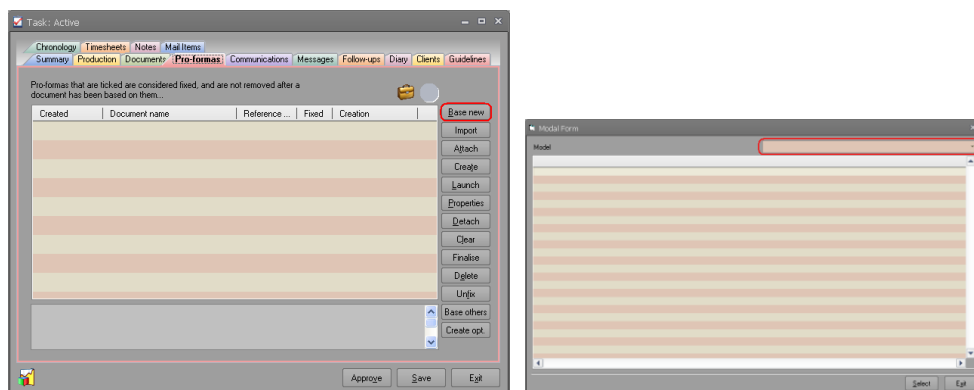 Task: Active
Chronology Timesheets Notes Mail Items
Summary Production Documents Pro-formas Communications Messages Follow-ups Diary Clients Guidelines
Pro-formas that are ticked are considered fixed, and are not removed after a
document has been based on them...
Created Document name Reference ... Fixed Creation
Base new
Import
Attach
Create
Launch
Properties
Detach
Clear
Finalise
Delete
Unfix
Base others
Create opt.
Approve Save Exit
Modal Form
Model
Select Exit